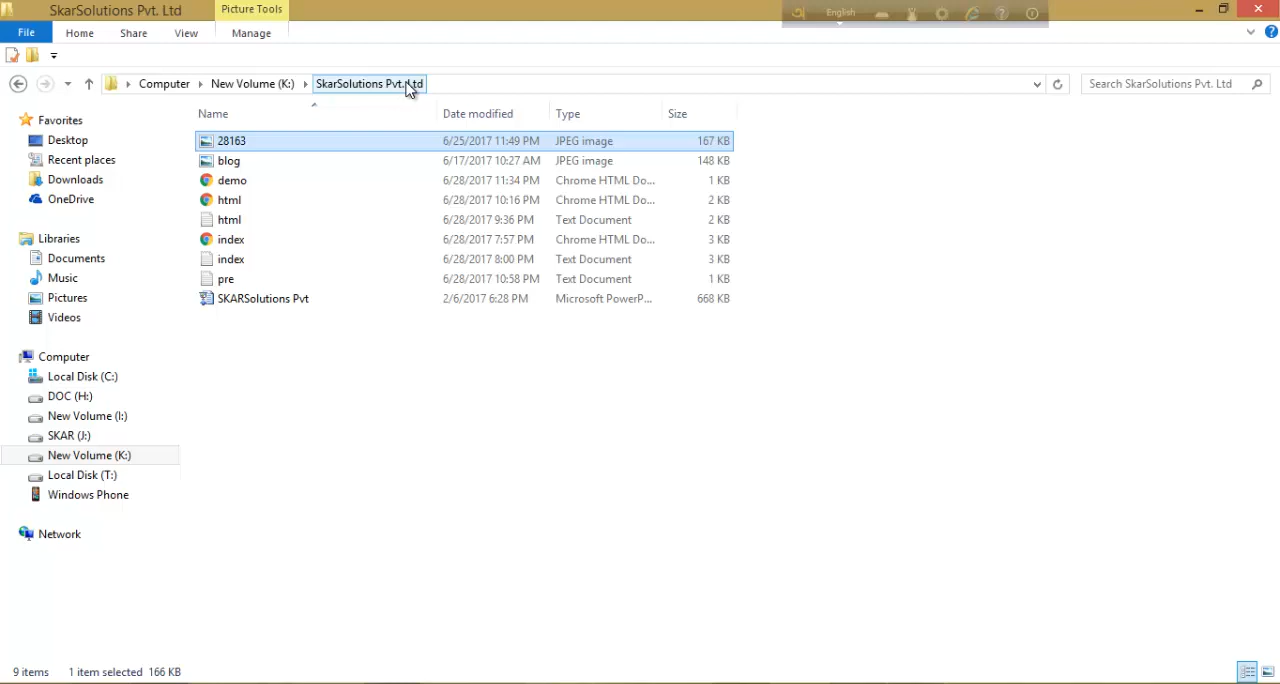 SkarSolutions Pvt. Ltd
Picture Tools
English
File
Home
Share
View
Manage
Computer
New Volume (K:)
SkarSolutions Pvt. Ltd
Search SkarSolutions Pvt. Ltd
Name
Date modified
Type
Size
Favorites
Desktop
Recent places
Downloads
OneDrive
Libraries
Documents
Music
Pictures
Videos
Computer
Local Disk (C:)
DOC (H:)
New Volume (I:)
SKAR (J:)
New Volume (K:)
Local Disk (T:)
Windows Phone
Network
28163 6/25/2017 11:49 PM JPEG image 167 KB
blog 6/17/2017 10:27 AM JPEG image 148 KB
demo 6/28/2017 11:34 PM Chrome HTML Do... 1 KB
html 6/28/2017 10:16 PM Chrome HTML Do... 2 KB
html 6/28/2017 9:36 PM Text Document 2 KB
index 6/28/2017 7:57 PM Chrome HTML Do... 3 KB
index 6/28/2017 8:00 PM Text Document 3 KB
pre 6/28/2017 10:58 PM Text Document 1 KB
SKARSolutions Pvt 2/6/2017 6:28 PM Microsoft PowerP... 668 KB
9 items 1 item selected 166 KB